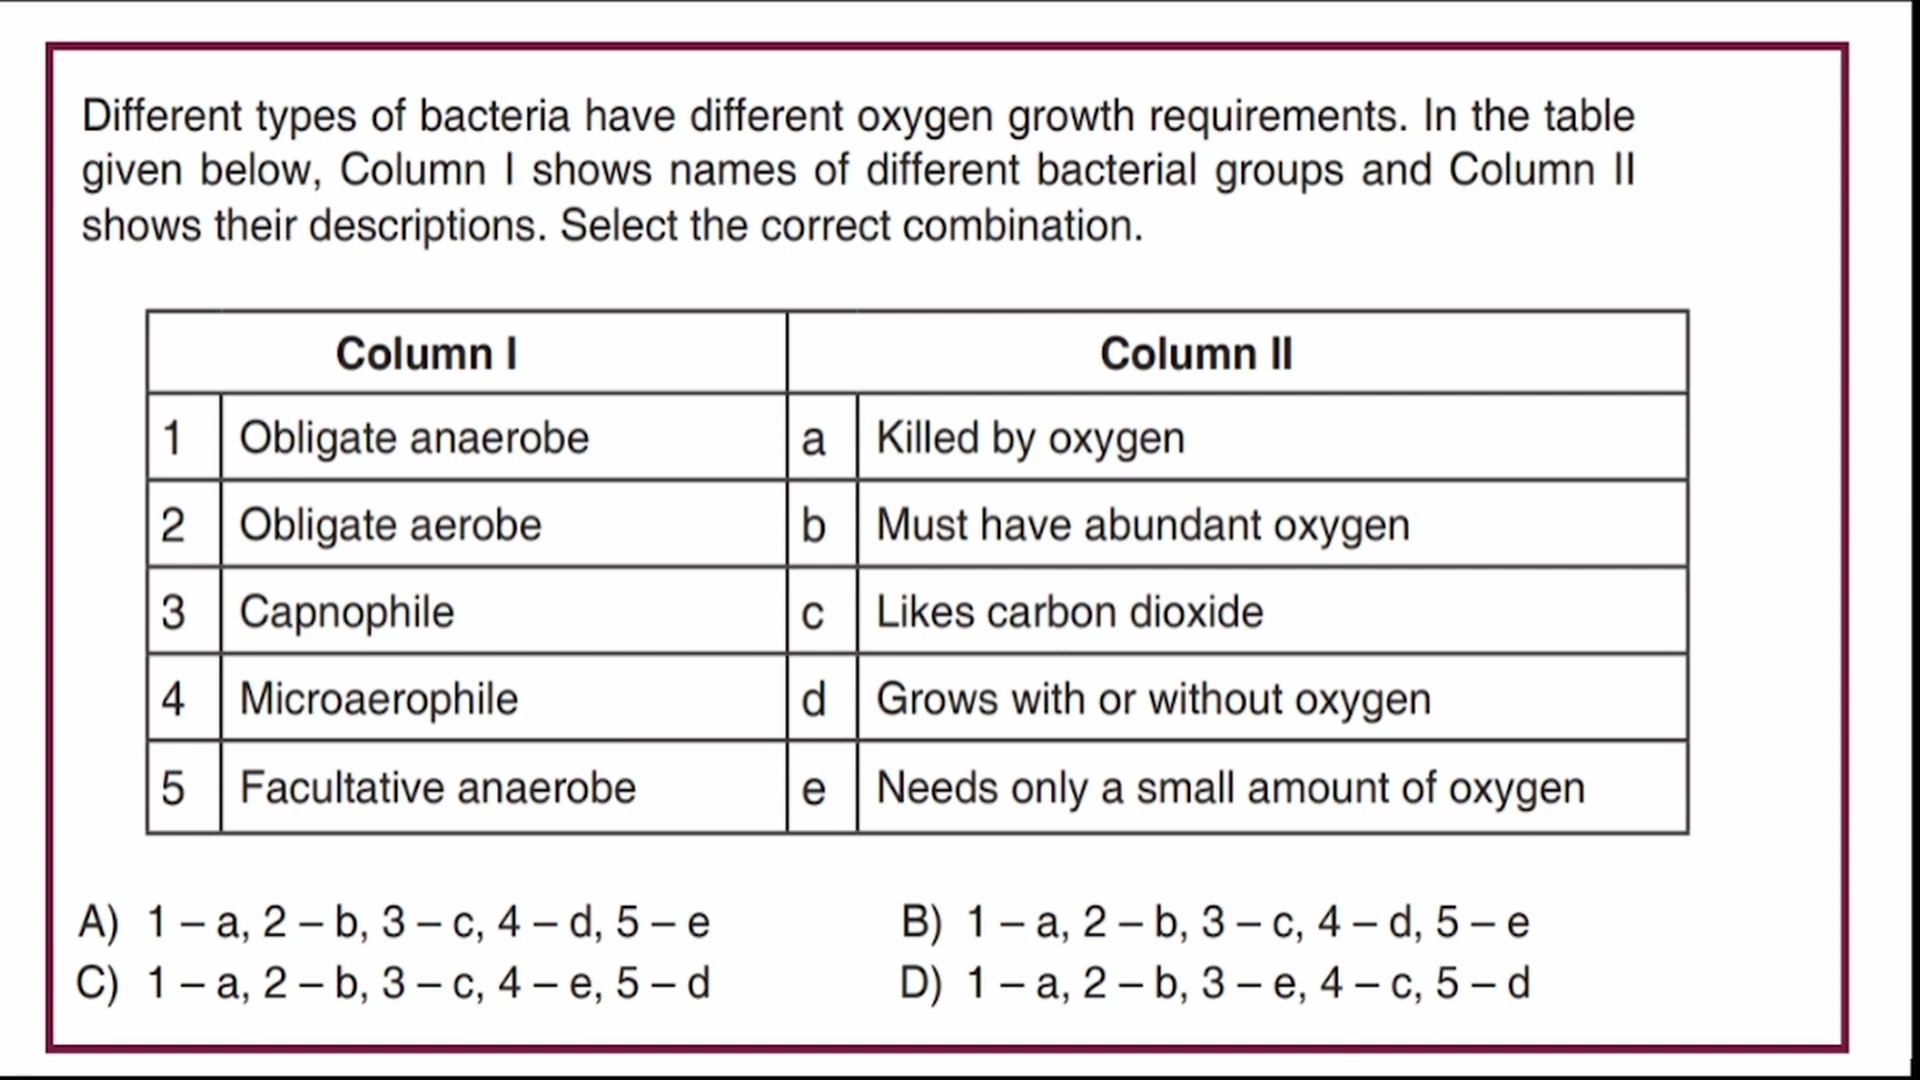 Different types of bacteria have different oxygen growth requirements. In the table
given below, Column I shows names of different bacterial groups and Column II
shows their descriptions. Select the correct combination.
Column I Column II
1 Obligate anaerobe a Killed by oxygen
2 Obligate aerobe b Must have abundant oxygen
3 Capnophile c Likes carbon dioxide
4 Microaerophile d Grows with or without oxygen
5 Facultative anaerobe e Needs only a small amount of oxygen
A) 1 – a, 2 – b, 3 – c, 4 – d, 5 – e B) 1 – a, 2 – b, 3 – c, 4 – d, 5 – e
C) 1 – a, 2 – b, 3 – c, 4 – e, 5 – d D) 1 – a, 2 – b, 3 – e, 4 – c, 5 – d